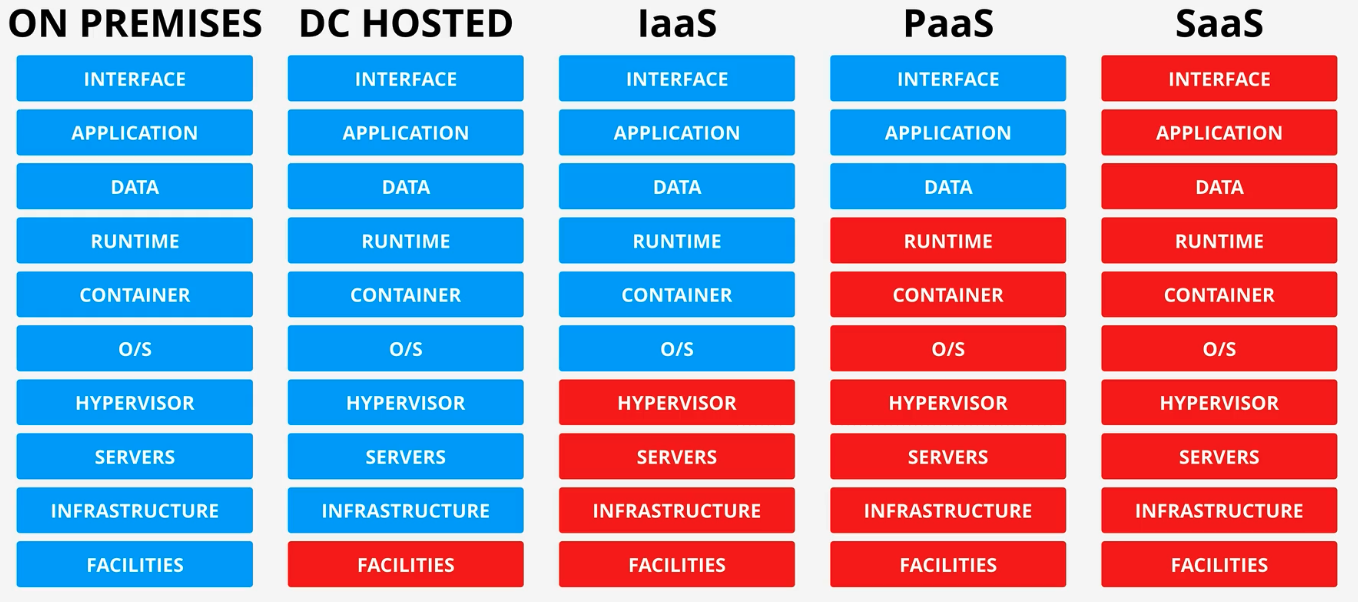 ON PREMISES DC HOSTED IaaS PaaS SaaS
INTERFACE INTERFACE INTERFACE INTERFACE INTERFACE
APPLICATION APPLICATION APPLICATION APPLICATION APPLICATION
DATA DATA DATA DATA DATA
RUNTIME RUNTIME RUNTIME RUNTIME RUNTIME
CONTAINER CONTAINER CONTAINER CONTAINER CONTAINER
O/S O/S O/S O/S O/S
HYPERVISOR HYPERVISOR HYPERVISOR HYPERVISOR HYPERVISOR
SERVERS SERVERS SERVERS SERVERS SERVERS
INFRASTRUCTURE INFRASTRUCTURE INFRASTRUCTURE INFRASTRUCTURE INFRASTRUCTURE
FACILITIES FACILITIES FACILITIES FACILITIES FACILITIES